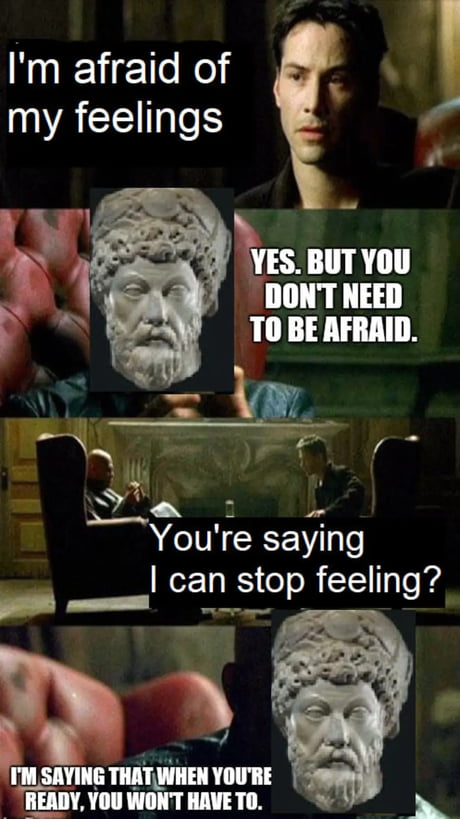 I'm afraid of
my feelings
YES. BUT YOU
DON'T NEED
TO BE AFRAID.
You're saying
I can stop feeling?
I'M SAYING THAT WHEN YOU'RE
READY, YOU WON'T HAVE TO.